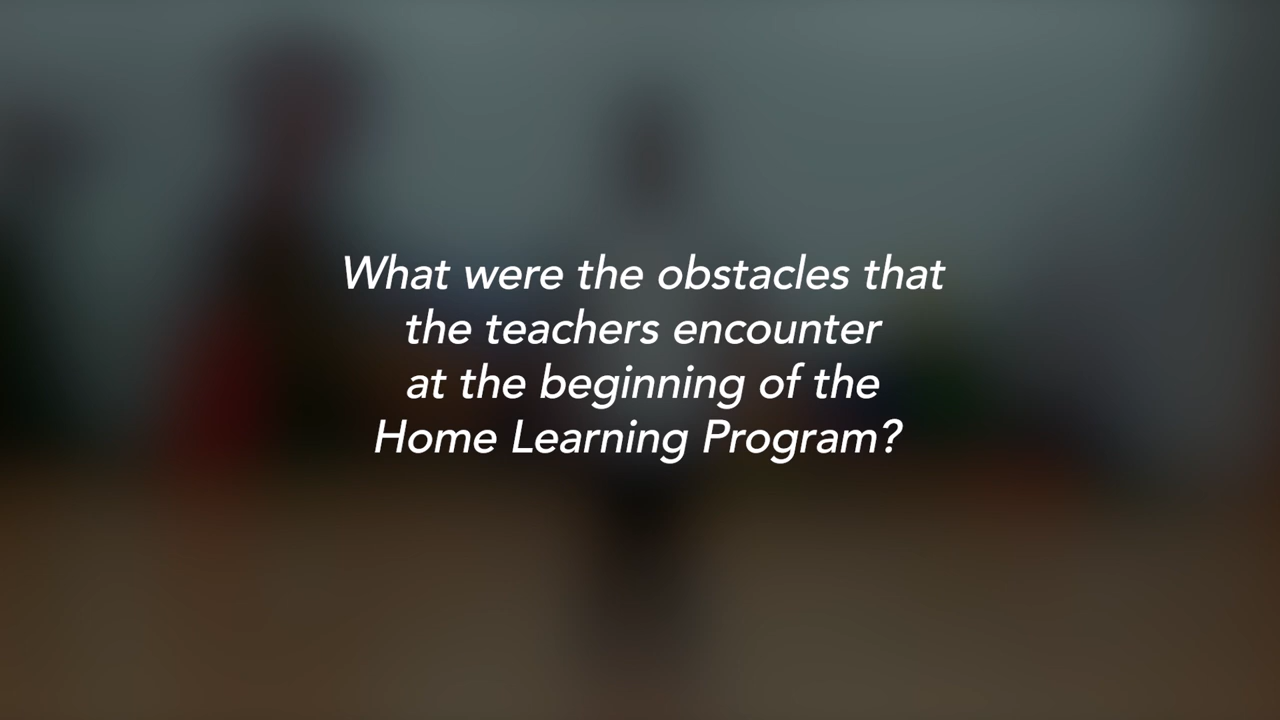 What were the obstacles that
the teachers encounter
at the beginning of the
Home Learning Program?